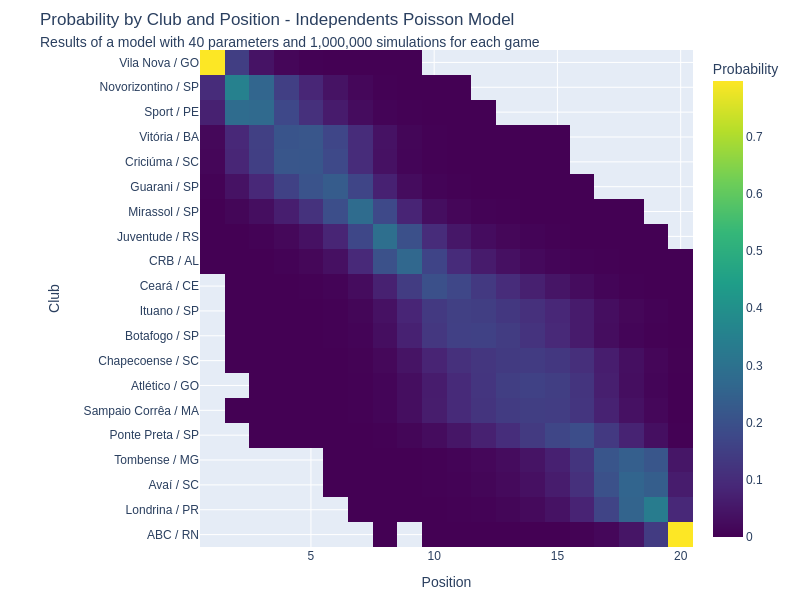 Probability by Club and Position - Independents Poisson Model
Results of a model with 40 parameters and 1,000,000 simulations for each game
Probability
Vila Nova / GO
Novorizontino / SP
Sport / PE
Vitória / BA
Criciúma / SC
Guarani / SP
Mirassol / SP
Juventude / RS
CRB / AL
Ceará / CE
Ituano / SP
Botafogo / SP
Chapecoense / SC
Atlético / GO
Sampaio Corrêa / MA
Ponte Preta / SP
Tombense / MG
Avaí / SC
Londrina / PR
ABC / RN
Club
0.7
0.6
0.5
0.4
0.3
0.2
0.1
0
5
10
15
20
Position